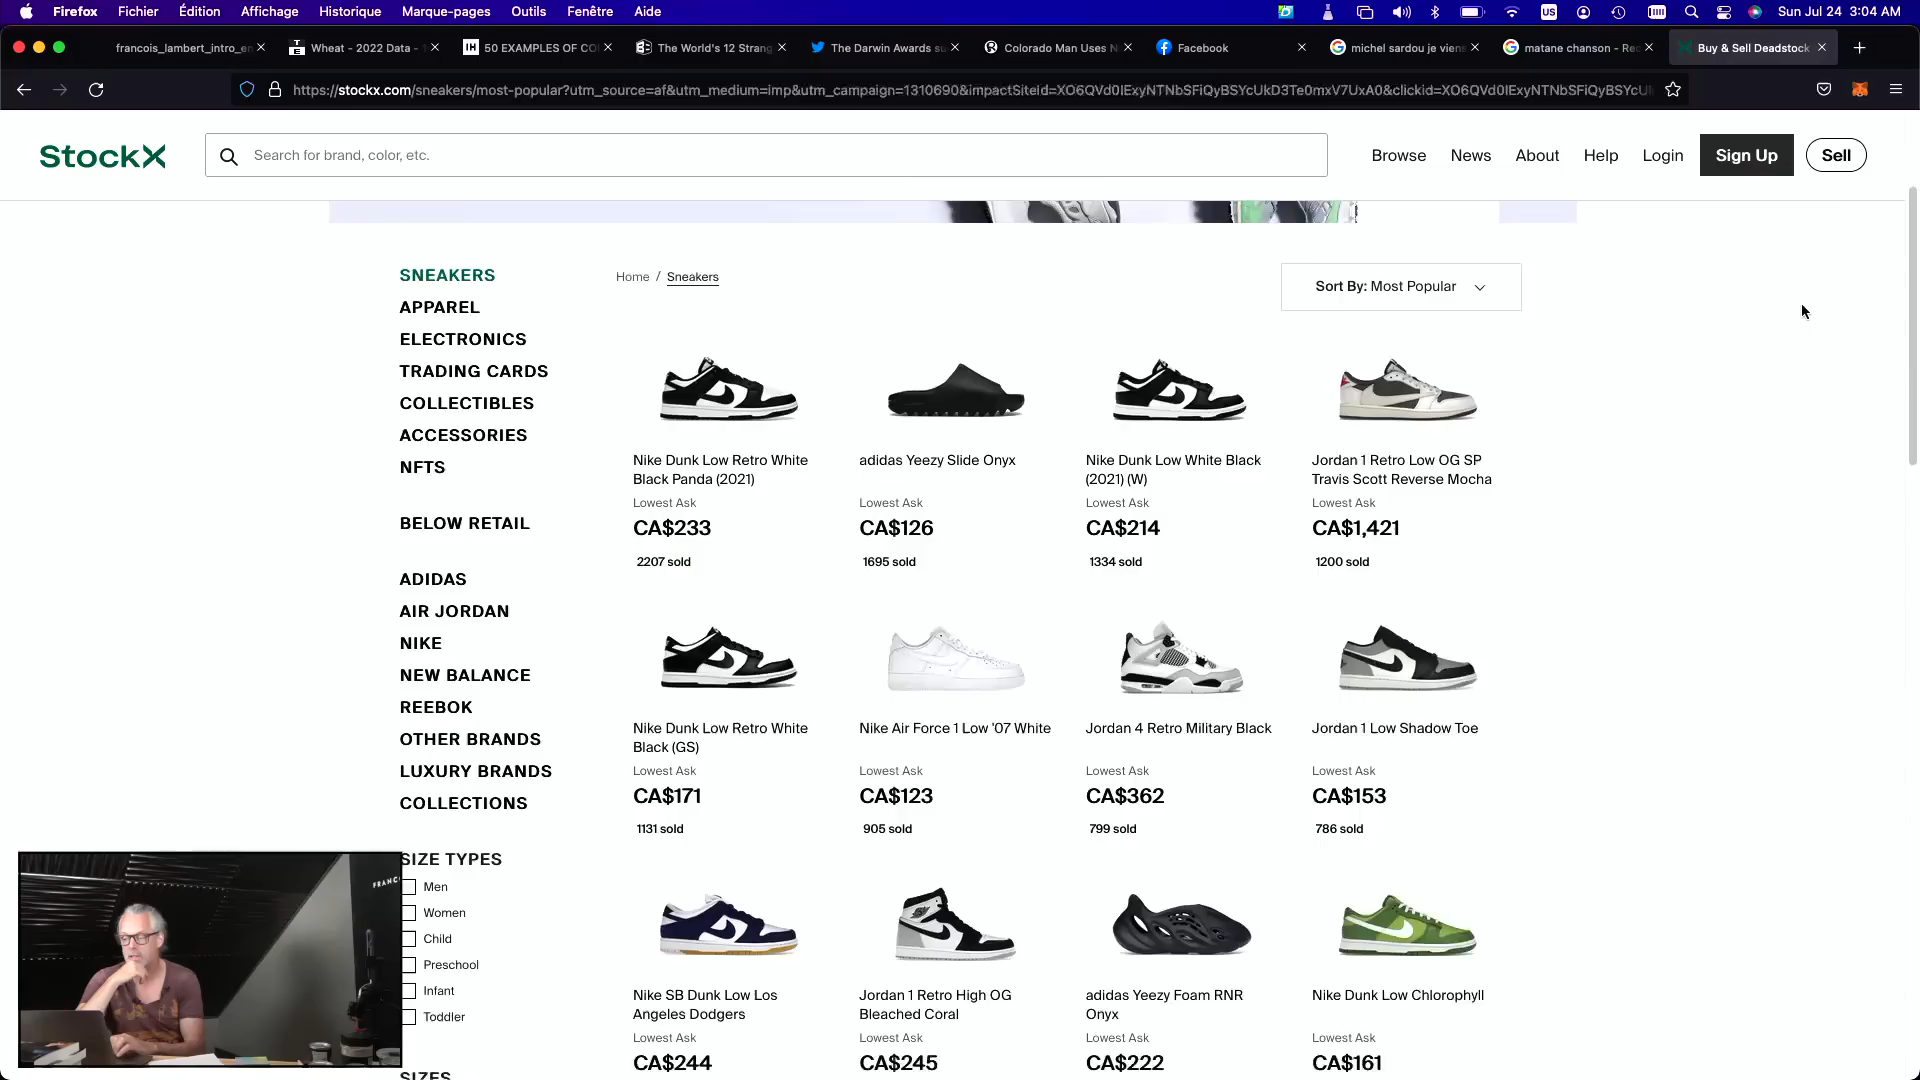 Firefox Fichier Édition Affichage Historique Marque-pages Outils Fenêtre Aide US Sun Jul 24 3:04 AM
francois_lambert_intro_en Wheat - 2022 Data - 50 EXAMPLES OF CO The World's 12 Strang The Darwin Awards su Colorado Man Uses N Facebook michel sardou je viens matane chanson - Rec Buy & Sell Deadstock
https://stockx.com/sneakers/most-popular?utm_source=af&utm_medium=imp&utm_campaign=1310690&impactSiteId=XO6QVd0IExyNTNbSFiQyBSYcUkD3Te0mxV7UxA0&clickid=XO6QVd0IExyNTNbSFiQyBSYcU
StockX Search for brand, color, etc. Browse News About Help Login Sign Up Sell
SNEAKERS
APPAREL
ELECTRONICS
TRADING CARDS
COLLECTIBLES
ACCESSORIES
NFTS
BELOW RETAIL
ADIDAS
AIR JORDAN
NIKE
NEW BALANCE
REEBOK
OTHER BRANDS
LUXURY BRANDS
COLLECTIONS
SIZE TYPES
Men
Women
Child
Preschool
Infant
Toddler
SIZES
Home / Sneakers
Sort By: Most Popular
Nike Dunk Low Retro White
Black Panda (2021)
Lowest Ask
CA$233
2207 sold
adidas Yeezy Slide Onyx
Lowest Ask
CA$126
1695 sold
Nike Dunk Low White Black
(2021) (W)
Lowest Ask
CA$214
1334 sold
Jordan 1 Retro Low OG SP
Travis Scott Reverse Mocha
Lowest Ask
CA$1,421
1200 sold
Nike Dunk Low Retro White
Black (GS)
Lowest Ask
CA$171
1131 sold
Nike Air Force 1 Low '07 White
Lowest Ask
CA$123
905 sold
Jordan 4 Retro Military Black
Lowest Ask
CA$362
799 sold
Jordan 1 Low Shadow Toe
Lowest Ask
CA$153
786 sold
Nike SB Dunk Low Los
Angeles Dodgers
Lowest Ask
CA$244
Jordan 1 Retro High OG
Bleached Coral
Lowest Ask
CA$245
adidas Yeezy Foam RNR
Onyx
Lowest Ask
CA$222
Nike Dunk Low Chlorophyll
Lowest Ask
CA$161
FRANC